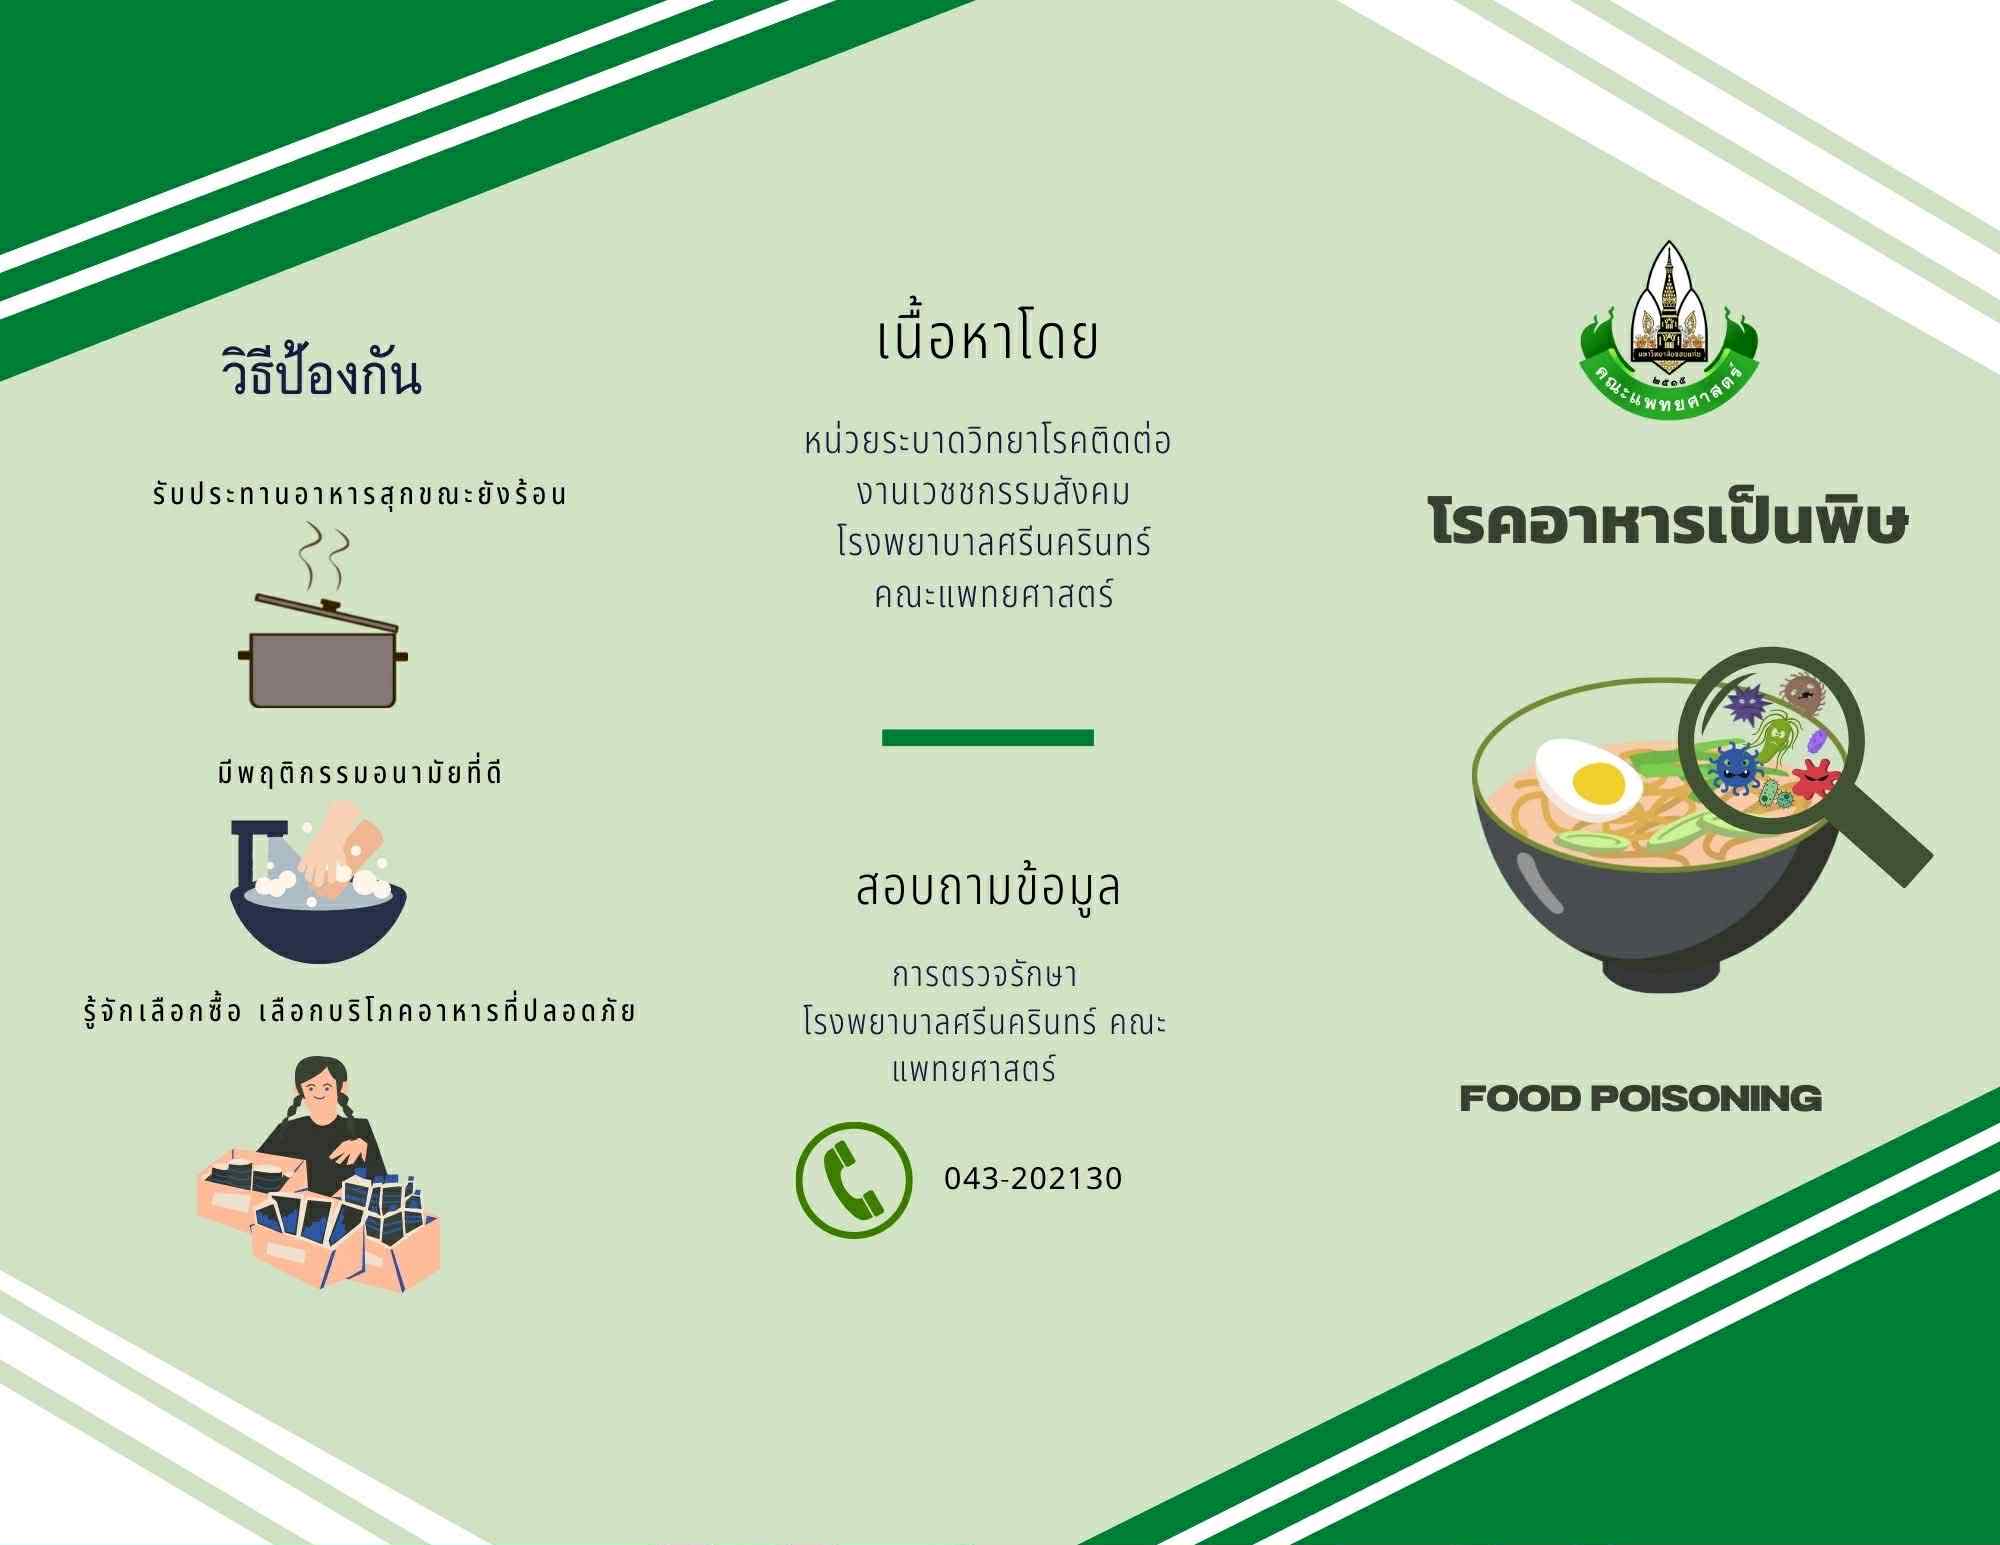 วิธีป้องกัน
รับประทานอาหารสุกขณะยังร้อน
มีพฤติกรรมอนามัยที่ดี
รู้จักเลือกซื้อ เลือกบริโภคอาหารที่ปลอดภัย
เนื้อหาโดย
หน่วยระบาดวิทยาโรคติดต่อ
งานเวชชกรรมสังคม
โรงพยาบาลศรีนครินทร์
คณะแพทยศาสตร์
สอบถามข้อมูล
การตรวจรักษา
โรงพยาบาลศรีนครินทร์ คณะ
แพทยศาสตร์
043-202130
มหาวิทยาลัยขอนแก่น
๒๕๑๕
คณะแพทยศาสตร์
โรคอาหารเป็นพิษ
FOOD POISONING